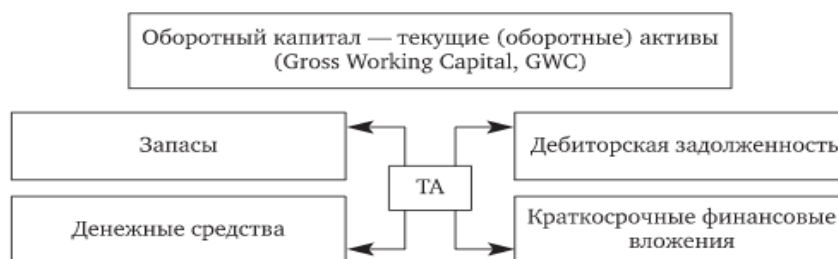 Оборотный капитал — текущие (оборотные) активы
(Gross Working Capital, GWC)
Запасы
Дебиторская задолженность
ТА
Денежные средства
Краткосрочные финансовые
вложения